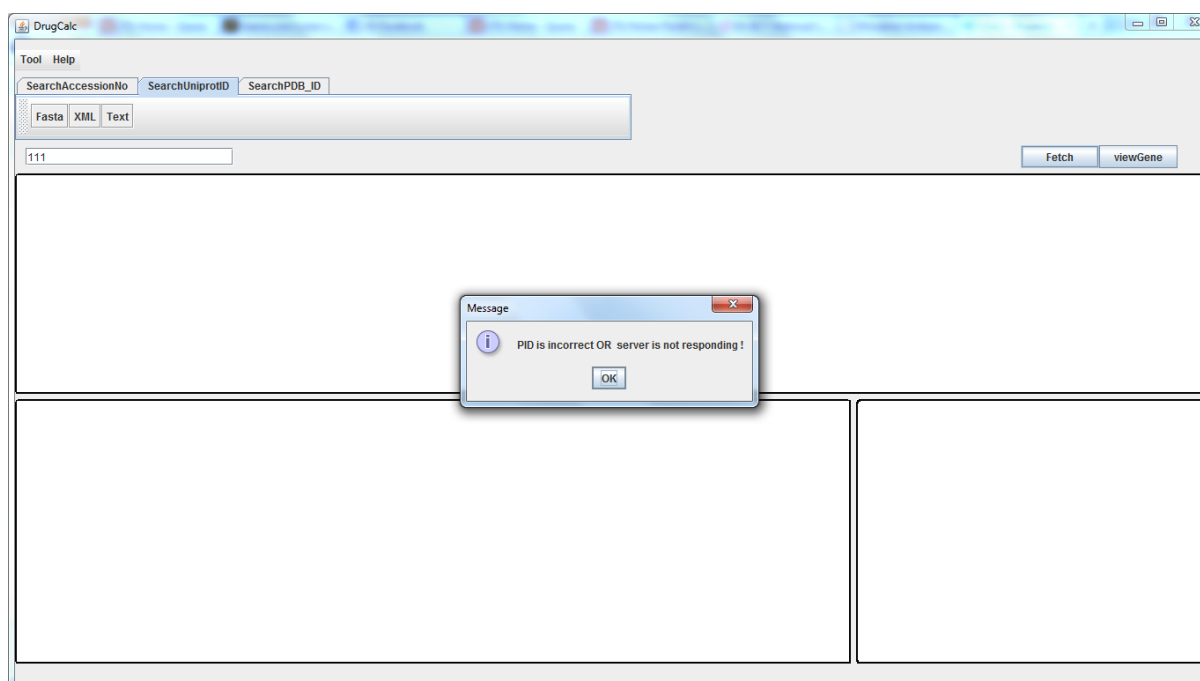 DrugCalc
Tool Help
SearchAccessionNo SearchUniprotID SearchPDB_ID
Fasta XML Text
111
Fetch viewGene
Message
PID is incorrect OR server is not responding !
OK